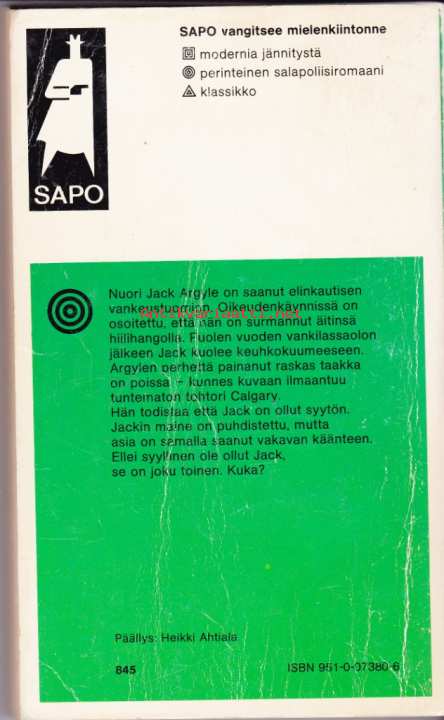 SAPO vangitsee mielenkiintonne
modernia jännitystä
perinteinen salapoliisiromaani
klassikko
SAPO
Nuori Jack Argyle on saanut elinkautisen
vankeustuomion. Oikeudenkäynnissä on
osoitettu, että hän on surmannut äitinsä
hiilihangolla. Puolen vuoden vankilassaolon
jälkeen Jack kuolee keuhkokuumeeseen.
Argylen perhettä painanut raskas taakka
on poissa – kunnes kuvaan ilmaantuu
tuntematon tohtori Calgary.
Hän todistaa että Jack on ollut syytön.
Jackin maine on puhdistettu, mutta
asia on samalla saanut vakavan käänteen.
Ellei syyllinen ole ollut Jack,
se on joku toinen. Kuka?
antikvariaatti.net
Päällys: Heikki Ahtiala
845
ISBN 951-0-07380-6